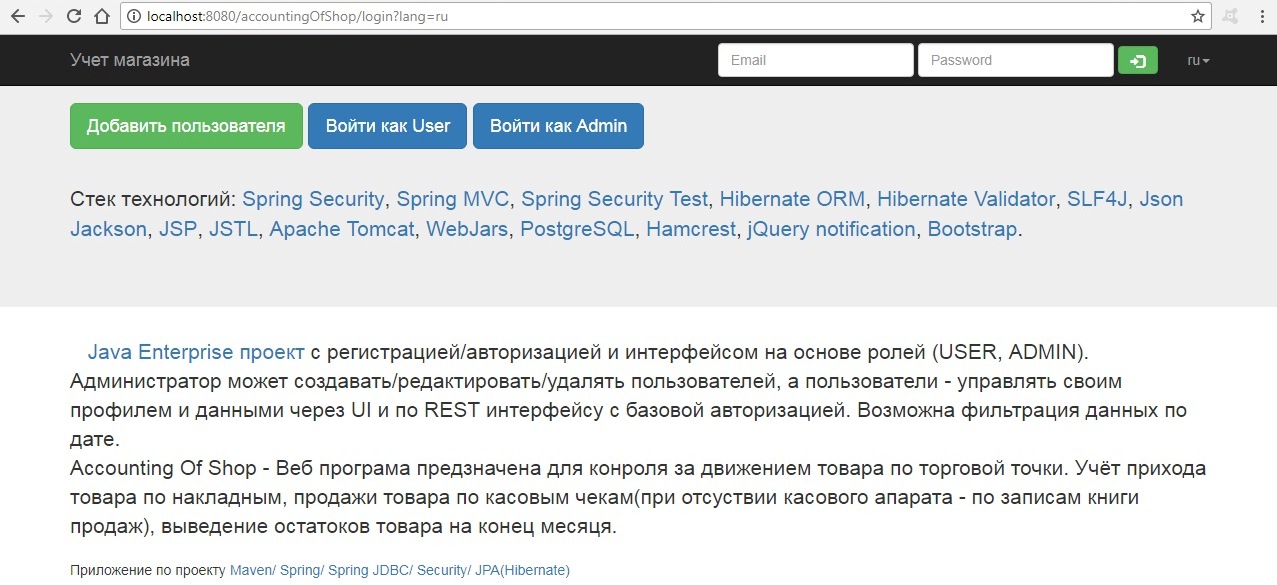 localhost:8080/accountingOfShop/login?lang=ru
Учет магазина Email Password ru
Добавить пользователя Войти как User Войти как Admin
Стек технологий: Spring Security, Spring MVC, Spring Security Test, Hibernate ORM, Hibernate Validator, SLF4J, Json
Jackson, JSP, JSTL, Apache Tomcat, WebJars, PostgreSQL, Hamcrest, jQuery notification, Bootstrap.
Java Enterprise проект с регистрацией/авторизацией и интерфейсом на основе ролей (USER, ADMIN).
Администратор может создавать/редактировать/удалять пользователей, а пользователи - управлять своим
профилем и данными через UI и по REST интерфейсу с базовой авторизацией. Возможна фильтрация данных по
дате.
Accounting Of Shop - Веб програма предзначена для конроля за движением товара по торговой точки. Учёт прихода
товара по накладным, продажи товара по касовым чекам(при отсуствии касового апарата - по записам книги
продаж), выведение остатоков товара на конец месяця.
Приложение по проекту Maven/ Spring/ Spring JDBC/ Security/ JPA(Hibernate)